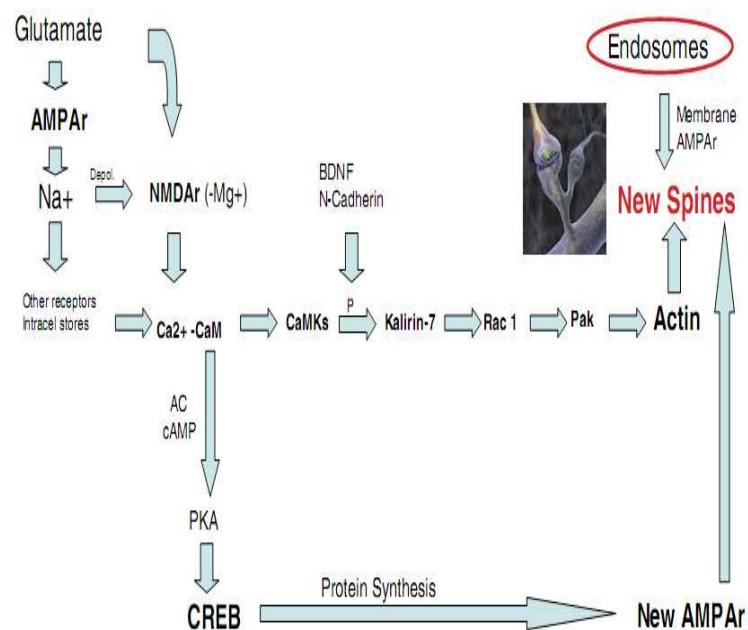 Glutamate
AMPAr
Na+
Depol.
NMDAr (-Mg+)
Other receptors
Intracel stores
Ca2+ -CaM
BDNF
N-Cadherin
CaMKs
P
Kalirin-7
Rac 1
Pak
Actin
Endosomes
Membrane
AMPAr
New Spines
AC
cAMP
PKA
CREB
Protein Synthesis
New AMPAr